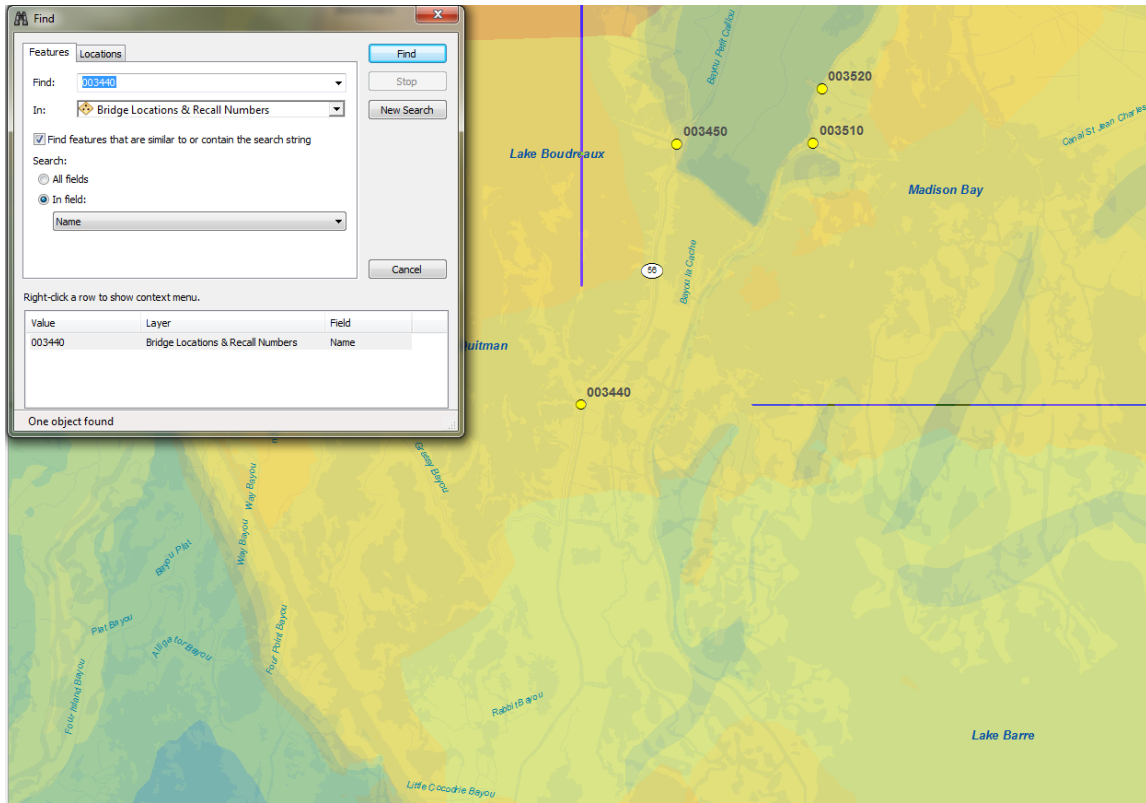 Find
Features
Locations
Find:
003440
In:
Bridge Locations & Recall Numbers
Find features that are similar to or contain the search string
Search:
All fields
In field:
Name
Find
Stop
New Search
Cancel
Right-click a row to show context menu.
Value Layer Field
003440 Bridge Locations & Recall Numbers Name
One object found
Bayou Petit Caillou
003520
003450
003510
Canal St Jean Charles
Lake Boudreaux
Madison Bay
56
Bayou la Cache
003440
Grassy Bayou
Way Bayou
Way Bayou
Bayou Plat
Plat Bayou
Alligator Bayou
Four Point Bayou
Four Island Bayou
Rabbit Bayou
Lake Barre
Little Cocodrie Bayou